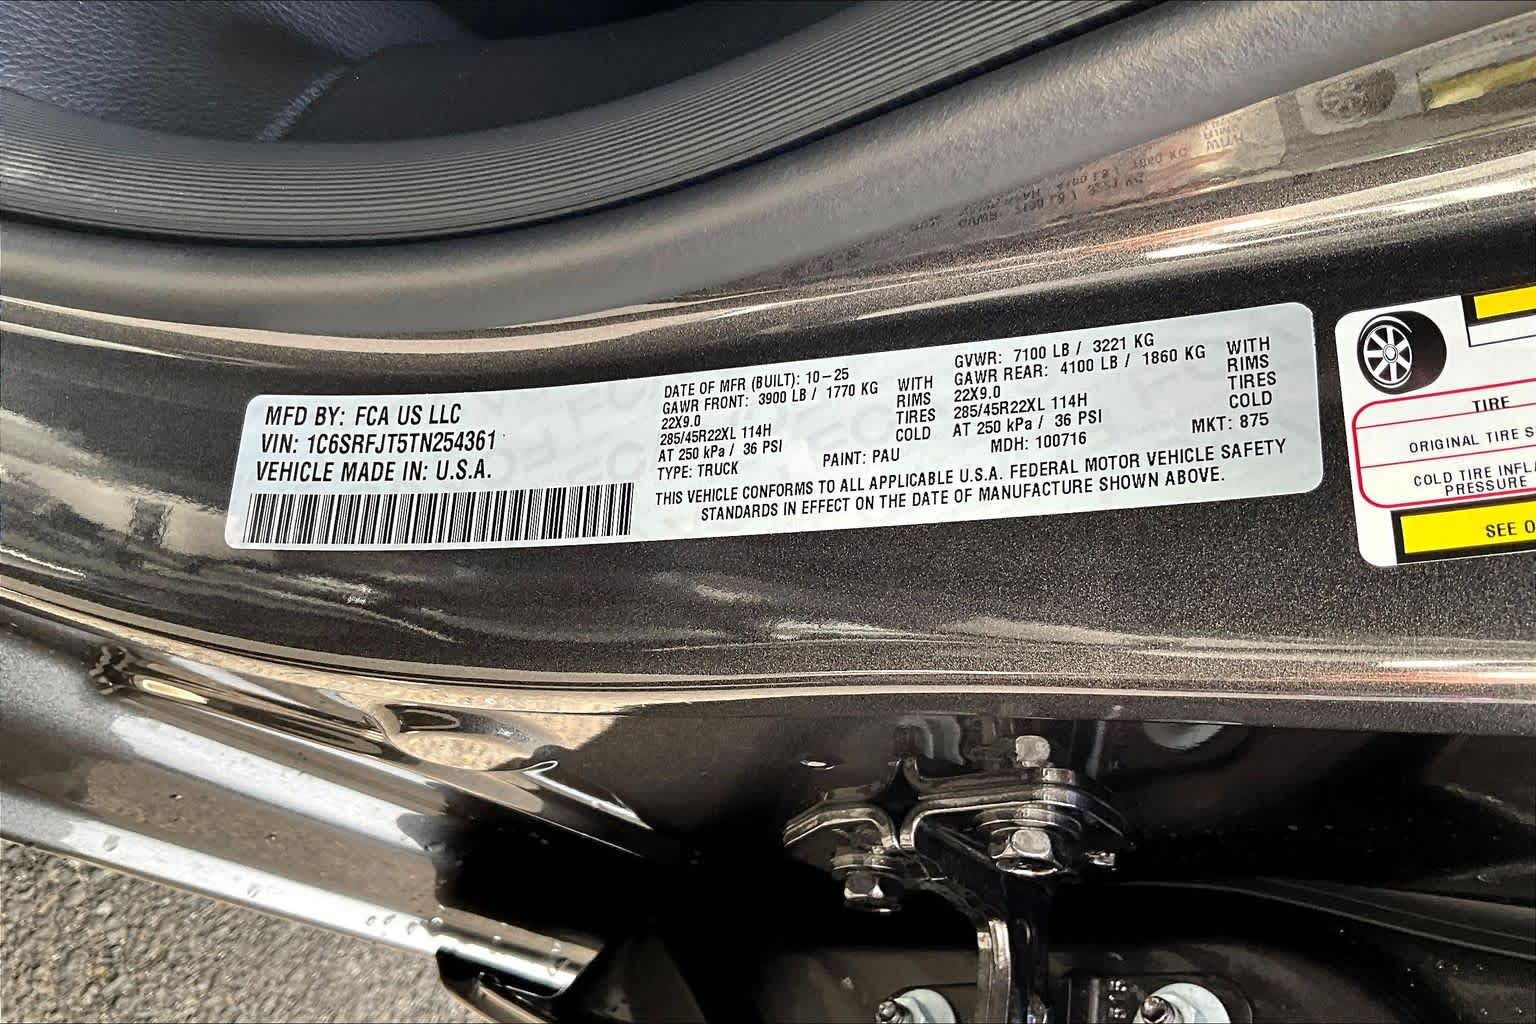 MFD BY: FCA US LLC
VIN: 1C6SRFJT5TN254361
VEHICLE MADE IN: U.S.A.
DATE OF MFR (BUILT): 10-25
GAWR FRONT: 3900 LB / 1770 KG WITH
22X9.0 RIMS
285/45R22XL 114H TIRES
AT 250 kPa / 36 PSI COLD
TYPE: TRUCK PAINT: PAU
GVWR: 7100 LB / 3221 KG
GAWR REAR: 4100 LB / 1860 KG WITH
22X9.0 RIMS
285/45R22XL 114H TIRES
AT 250 kPa / 36 PSI COLD
MDH: 100716 MKT: 875
THIS VEHICLE CONFORMS TO ALL APPLICABLE U.S.A. FEDERAL MOTOR VEHICLE SAFETY
STANDARDS IN EFFECT ON THE DATE OF MANUFACTURE SHOWN ABOVE.
TIRE
ORIGINAL TIRE
COLD TIRE
PRESSURE
SEE